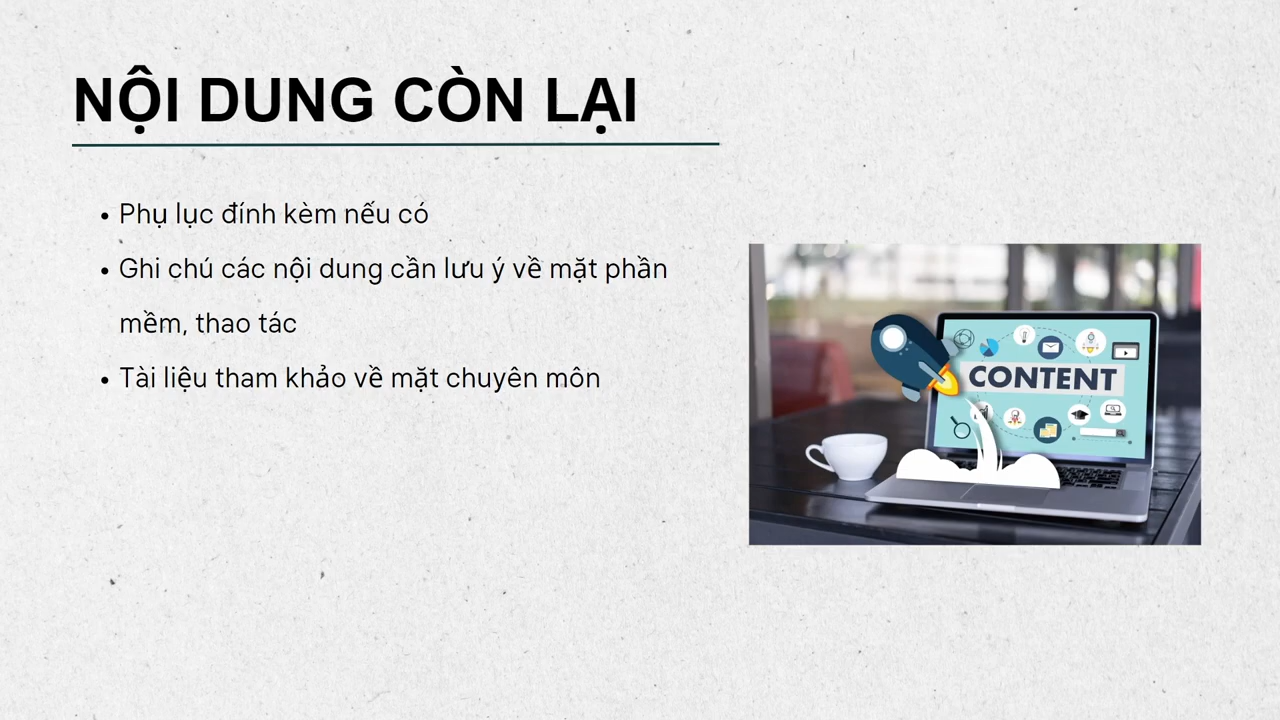 NỘI DUNG CÒN LẠI
• Phụ lục đính kèm nếu có
• Ghi chú các nội dung cần lưu ý về mặt phần
mềm, thao tác
• Tài liệu tham khảo về mặt chuyên môn
CONTENT